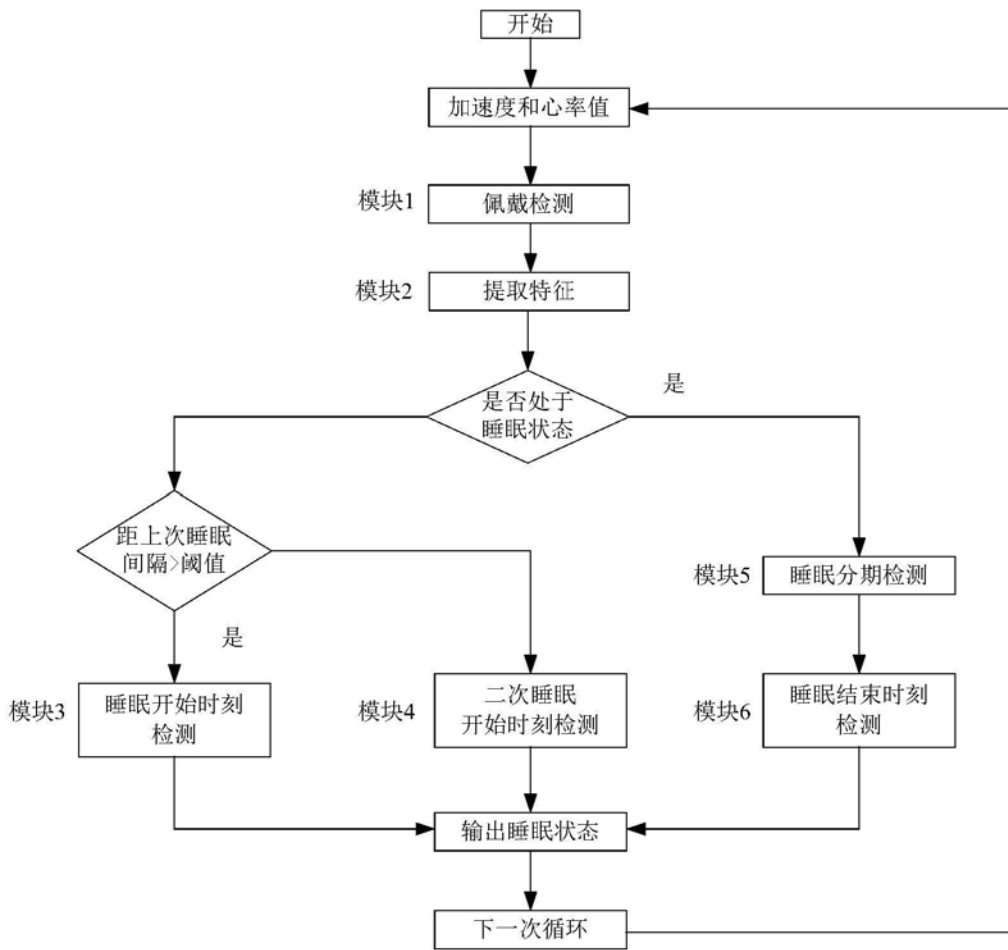 开始
加速度和心率值
模块1
佩戴检测
模块2
提取特征
是否处于
睡眠状态
是
距上次睡眠
间隔>阈值
是
模块5
睡眠分期检测
模块3
睡眠开始时刻
检测
模块4
二次睡眠
开始时刻检测
模块6
睡眠结束时刻
检测
输出睡眠状态
下一次循环